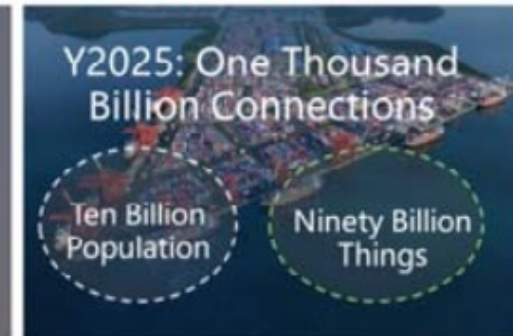 Y2025: One Thousand
Billion Connections
Ten Billion
Population
Ninety Billion
Things